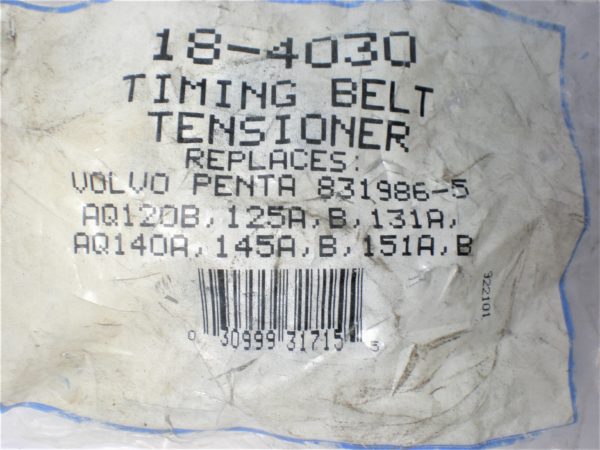 18-4030
TIMING BELT
TENSIONER
REPLACES:
VOLVO PENTA 831986-5
AQ120B, 125A, B, 131A,
AQ140A, 145A, B, 151A, B
322101
0 30999 31715 5